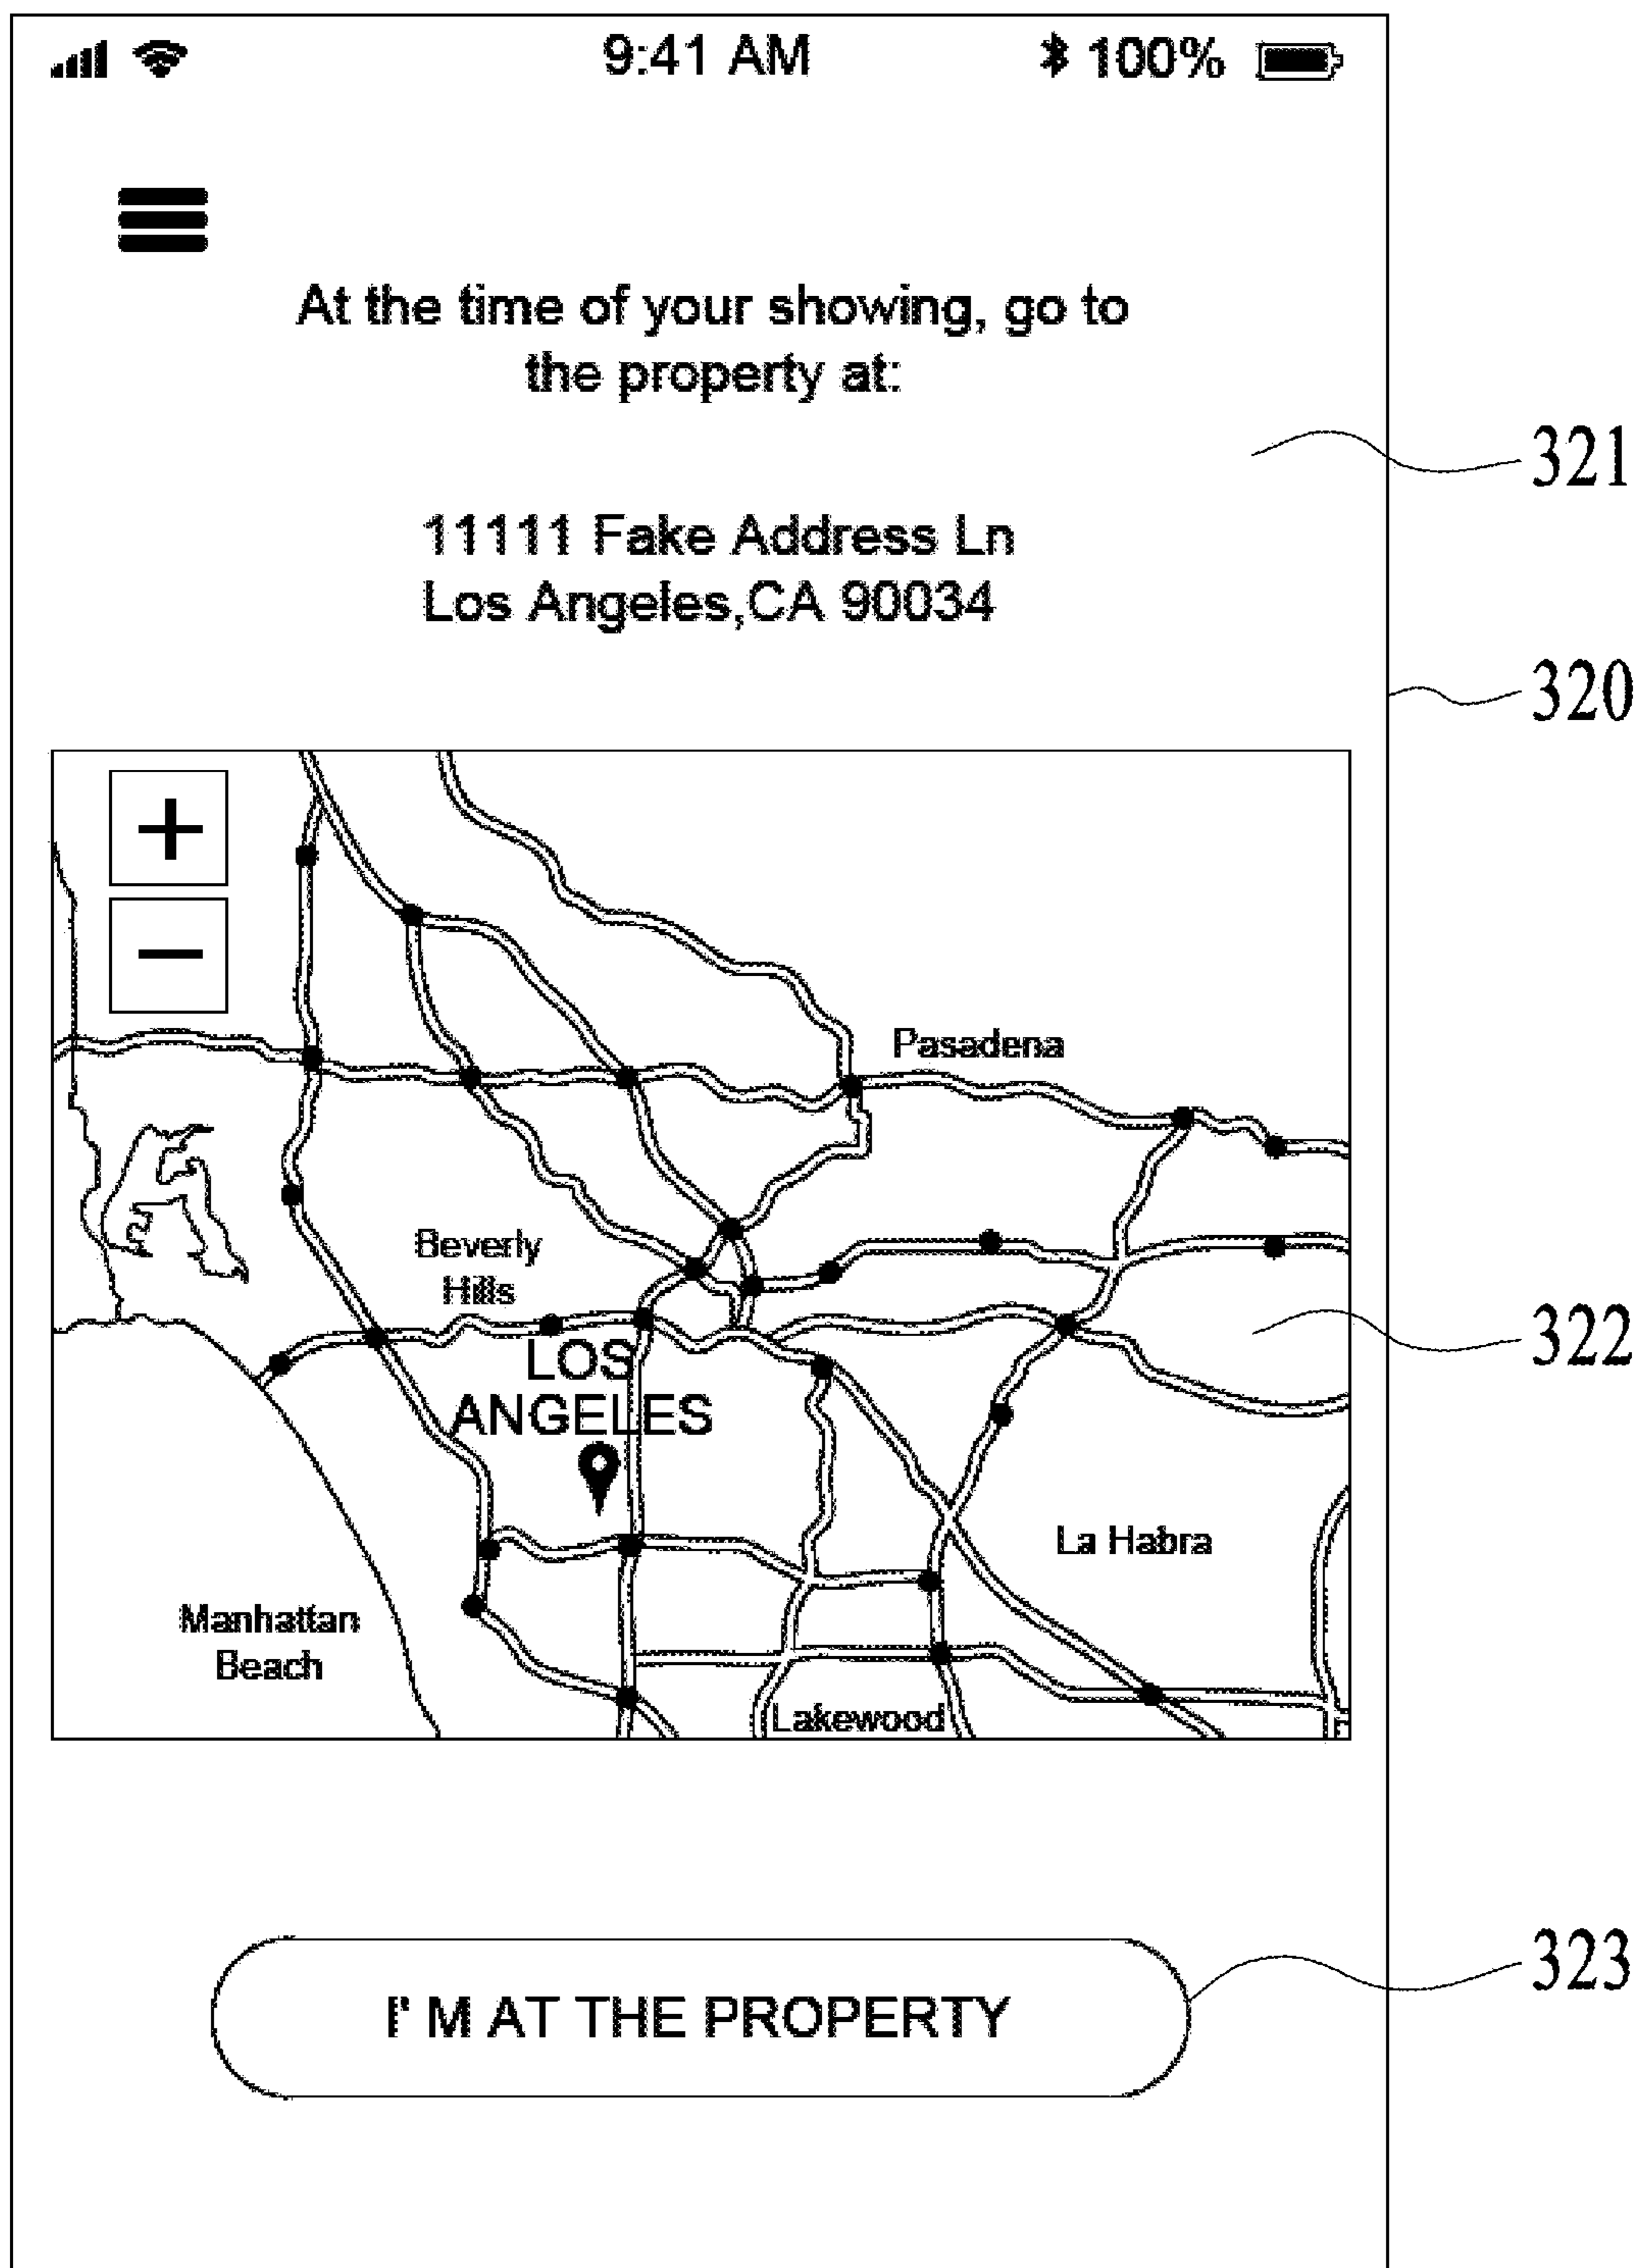 9:41 AM
100%
At the time of your showing, go to
the property at:
321
11111 Fake Address Ln
Los Angeles,CA 90034
320
+
−
Pasadena
Beverly
Hills
322
LOS
ANGELES
La Habra
Manhattan
Beach
Lakewood
323
I' M AT THE PROPERTY